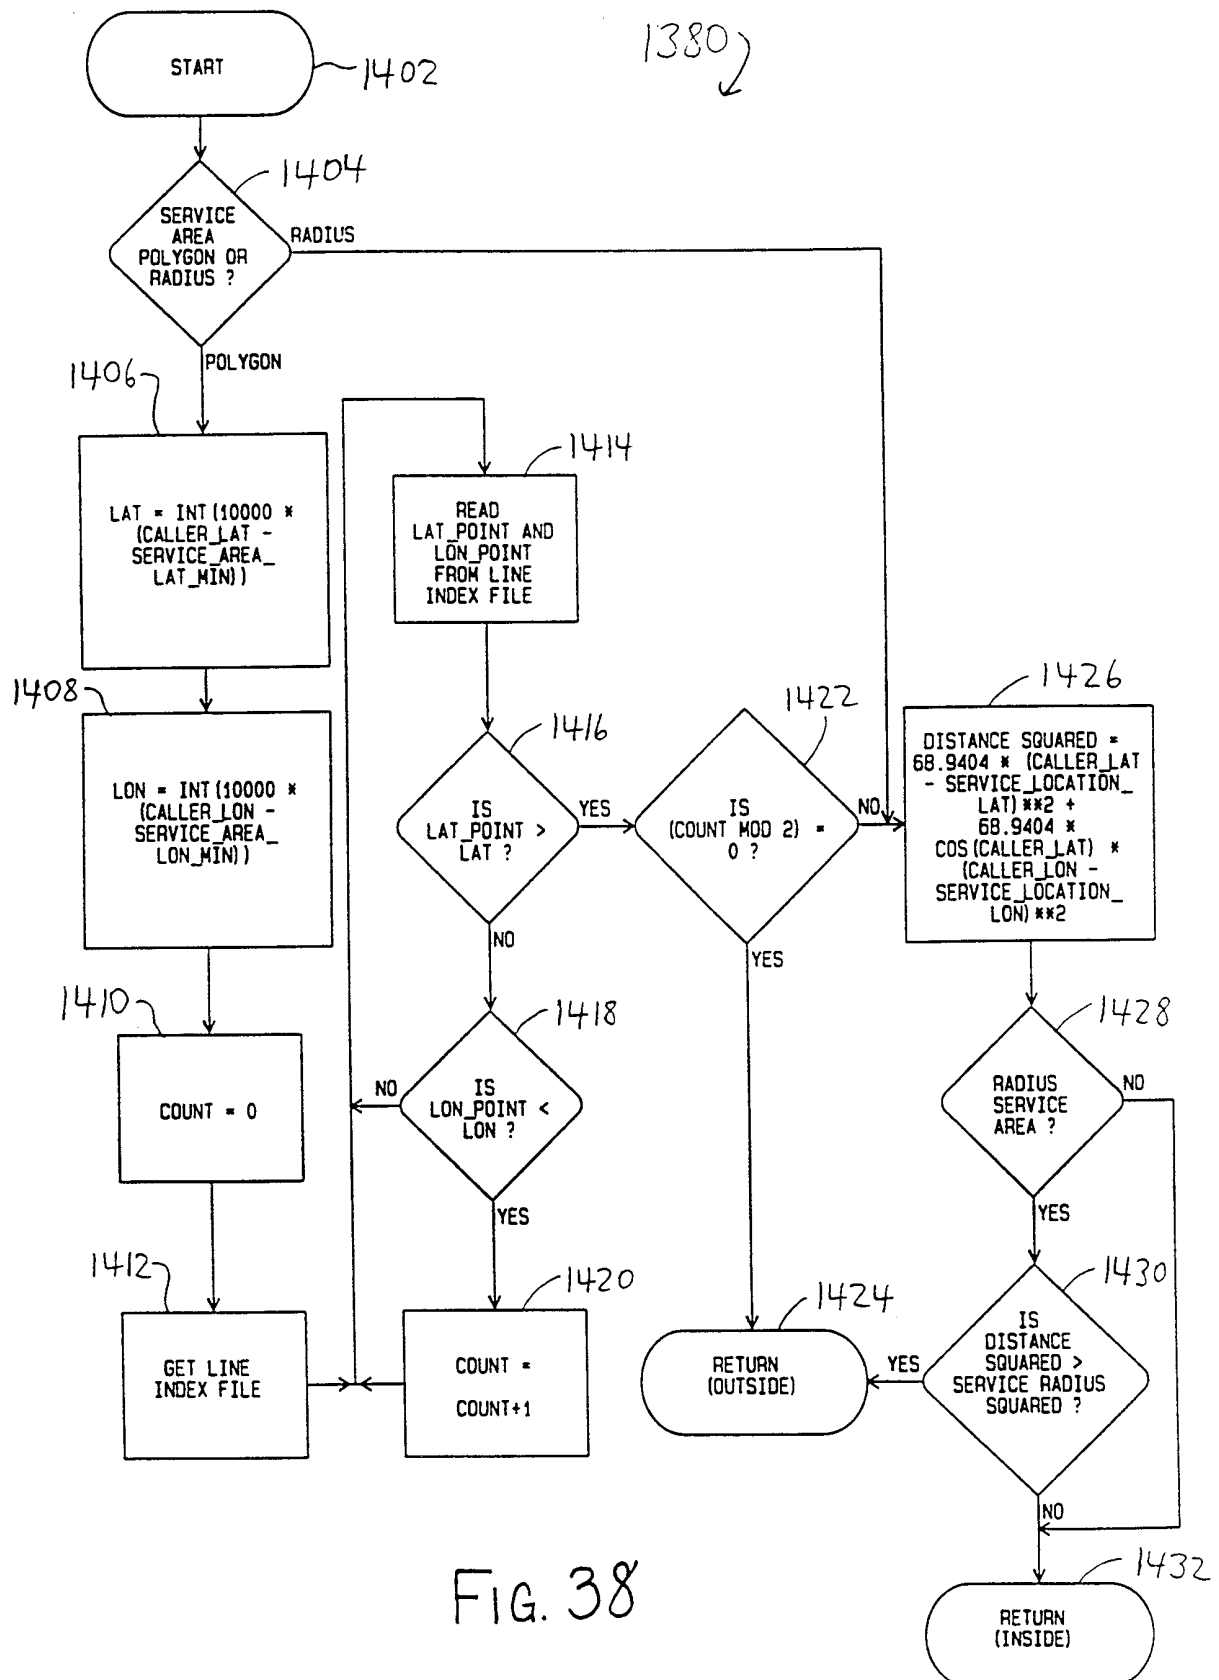 1380
START
1402
1404
SERVICE
AREA
POLYGON OR
RADIUS ?
RADIUS
POLYGON
1406
LAT = INT(10000 *
(CALLER_LAT -
SERVICE_AREA_
LAT_MIN))
1408
LON = INT(10000 *
(CALLER_LON -
SERVICE_AREA_
LON_MIN))
1410
COUNT = 0
1412
GET LINE
INDEX FILE
1414
READ
LAT_POINT AND
LON_POINT
FROM LINE
INDEX FILE
1416
IS
LAT_POINT >
LAT ?
YES
NO
1418
IS
LON_POINT <
LON ?
NO
YES
1420
COUNT =
COUNT+1
1422
IS
(COUNT MOD 2) =
0 ?
NO
YES
1424
RETURN
(OUTSIDE)
1426
DISTANCE SQUARED =
68.9404 * (CALLER_LAT
- SERVICE_LOCATION_
LAT)**2 +
68.9404 *
COS(CALLER_LAT) *
(CALLER_LON -
SERVICE_LOCATION_
LON)**2
1428
RADIUS
SERVICE
AREA ?
NO
YES
1430
IS
DISTANCE
SQUARED >
SERVICE RADIUS
SQUARED ?
YES
NO
1432
RETURN
(INSIDE)
FIG. 38